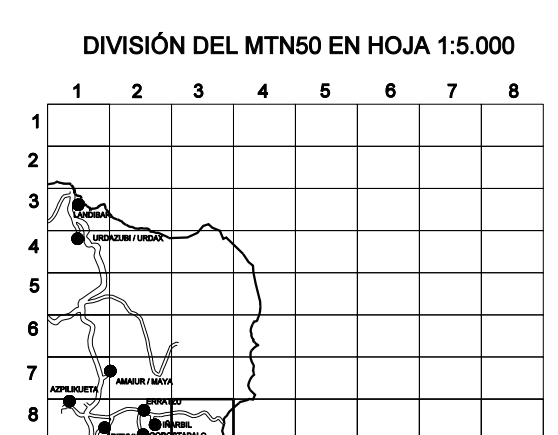 DIVISIÓN DEL MTN50 EN HOJA 1:5.000
1 2 3 4 5 6 7 8
1
2
3
LANDIBAR
4
URDAZUBI / URDAX
5
6
7
AMAIUR / MAYA
AZPILIKUETA
ERRATZU
8
IÑARBIL